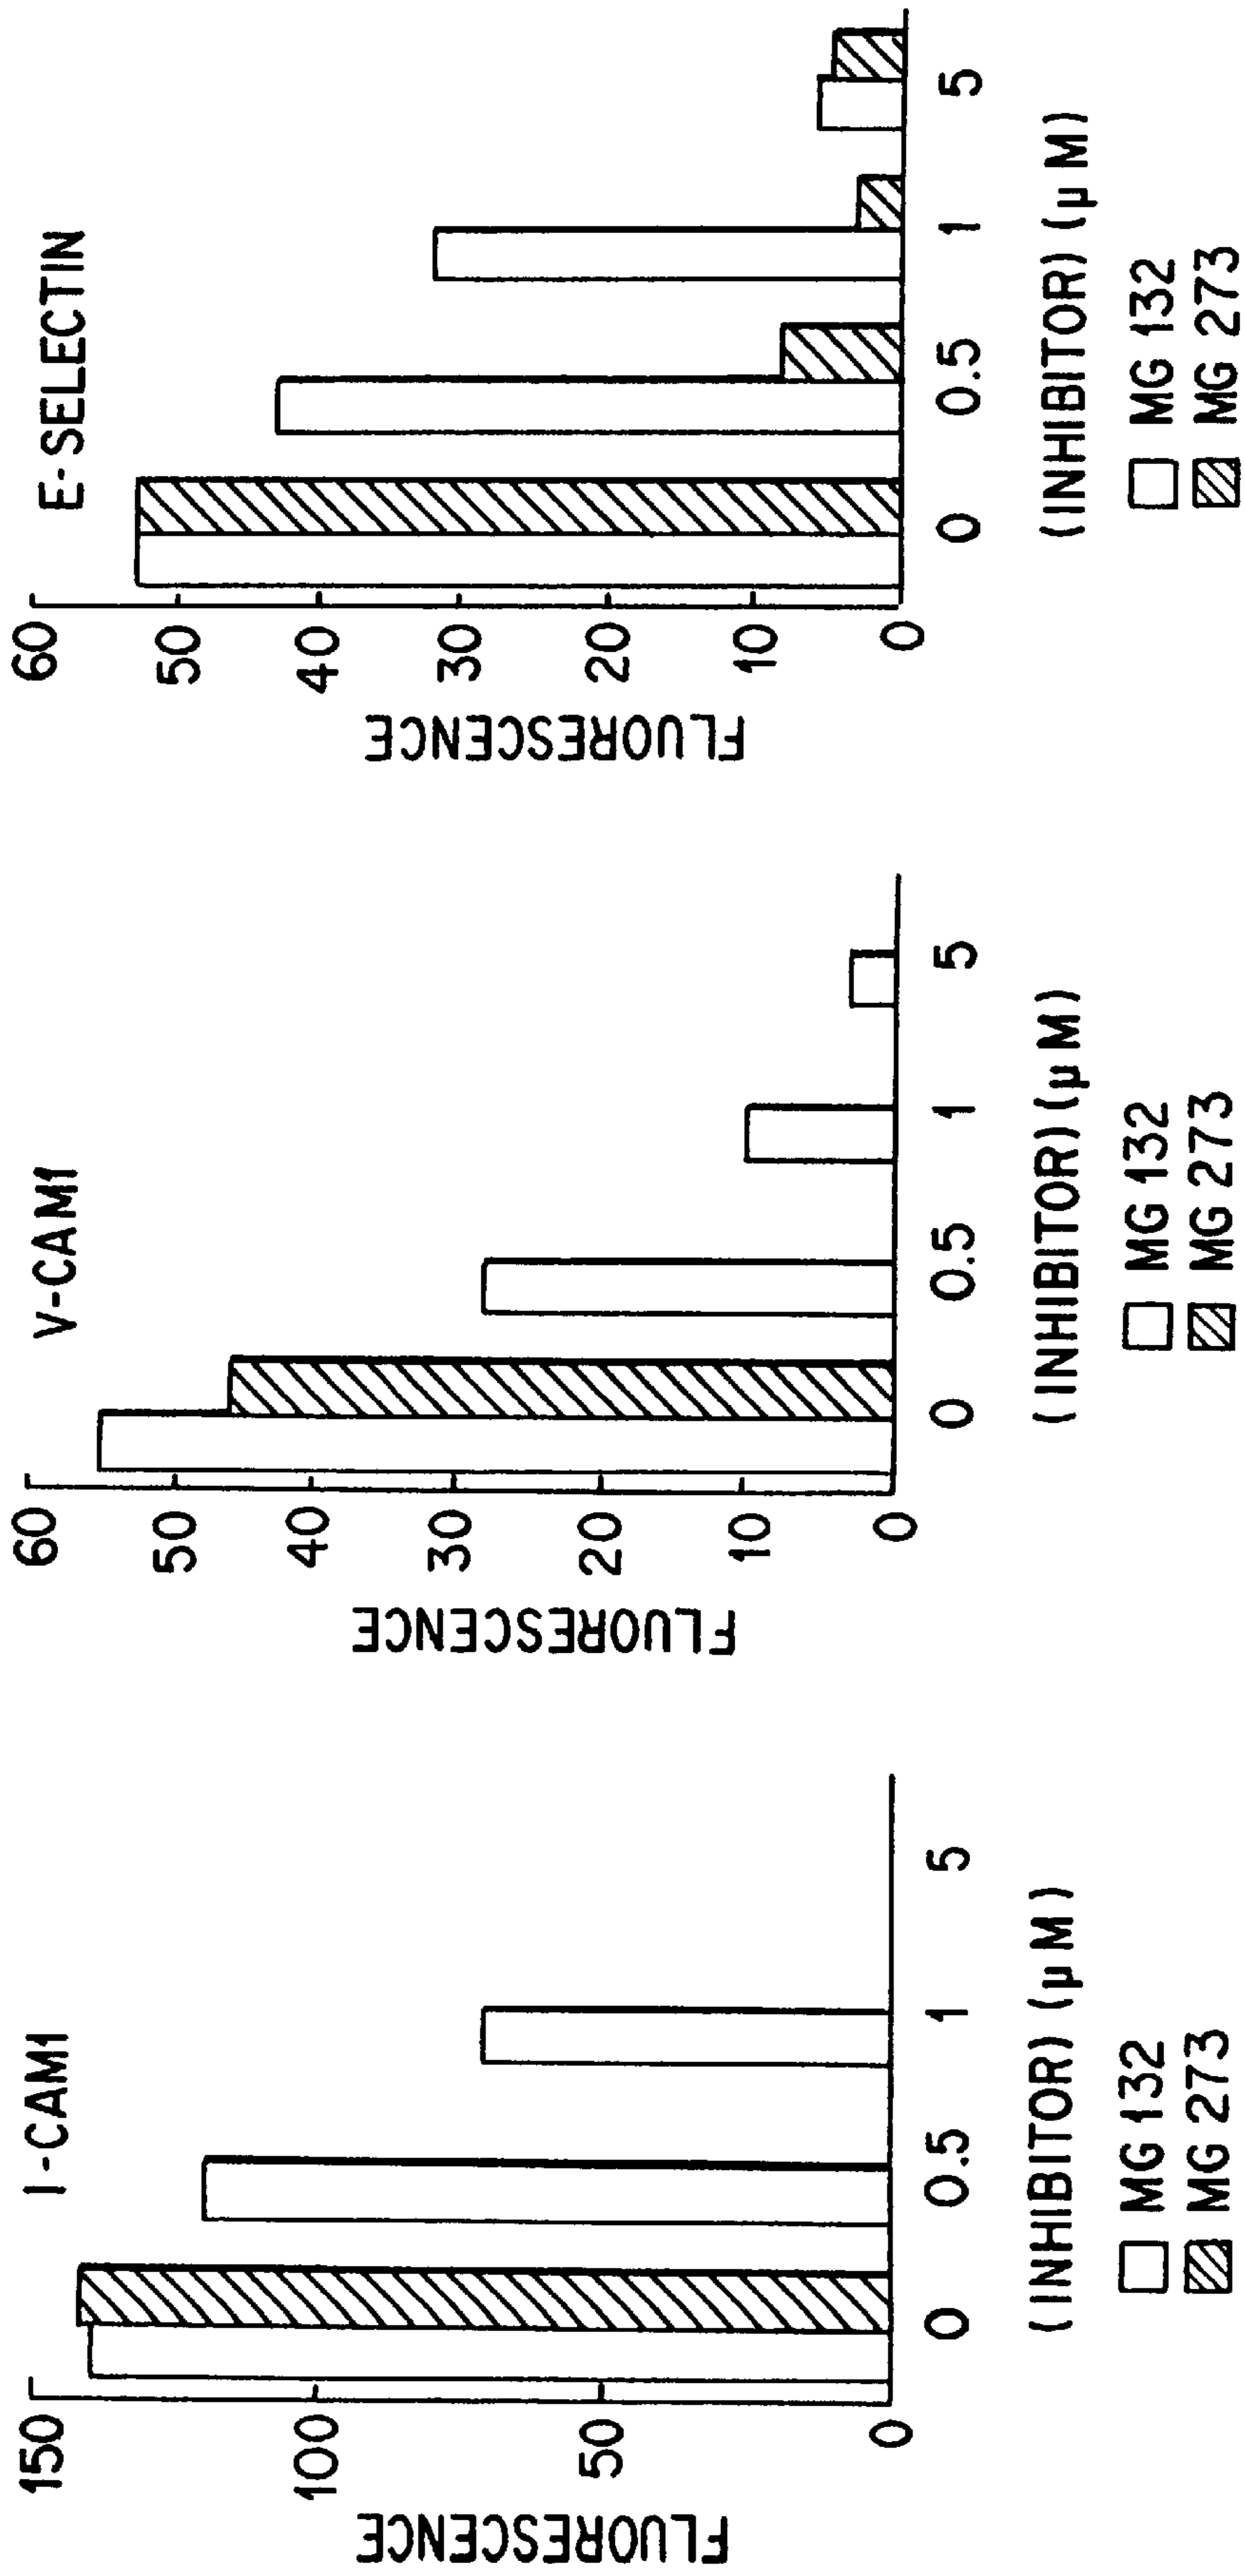 I-CAM1
FLUORESCENCE
150
100
50
0
0 0.5 1 5
(INHIBITOR) (μM)
MG 132
MG 273
V-CAM1
FLUORESCENCE
60
50
40
30
20
10
0
0 0.5 1 5
(INHIBITOR) (μM)
MG 132
MG 273
E-SELECTIN
FLUORESCENCE
60
50
40
30
20
10
0
0 0.5 1 5
(INHIBITOR) (μM)
MG 132
MG 273